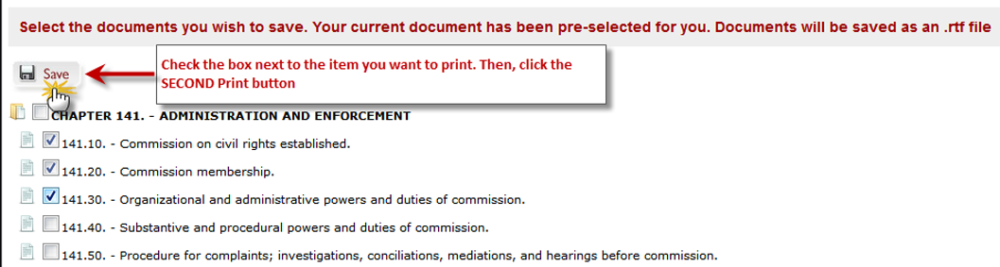 Select the documents you wish to save. Your current document has been pre-selected for you. Documents will be saved as an .rtf file
Save
Check the box next to the item you want to print. Then, click the
SECOND Print button
CHAPTER 141. - ADMINISTRATION AND ENFORCEMENT
141.10. - Commission on civil rights established.
141.20. - Commission membership.
141.30. - Organizational and administrative powers and duties of commission.
141.40. - Substantive and procedural powers and duties of commission.
141.50. - Procedure for complaints; investigations, conciliations, mediations, and hearings before commission.